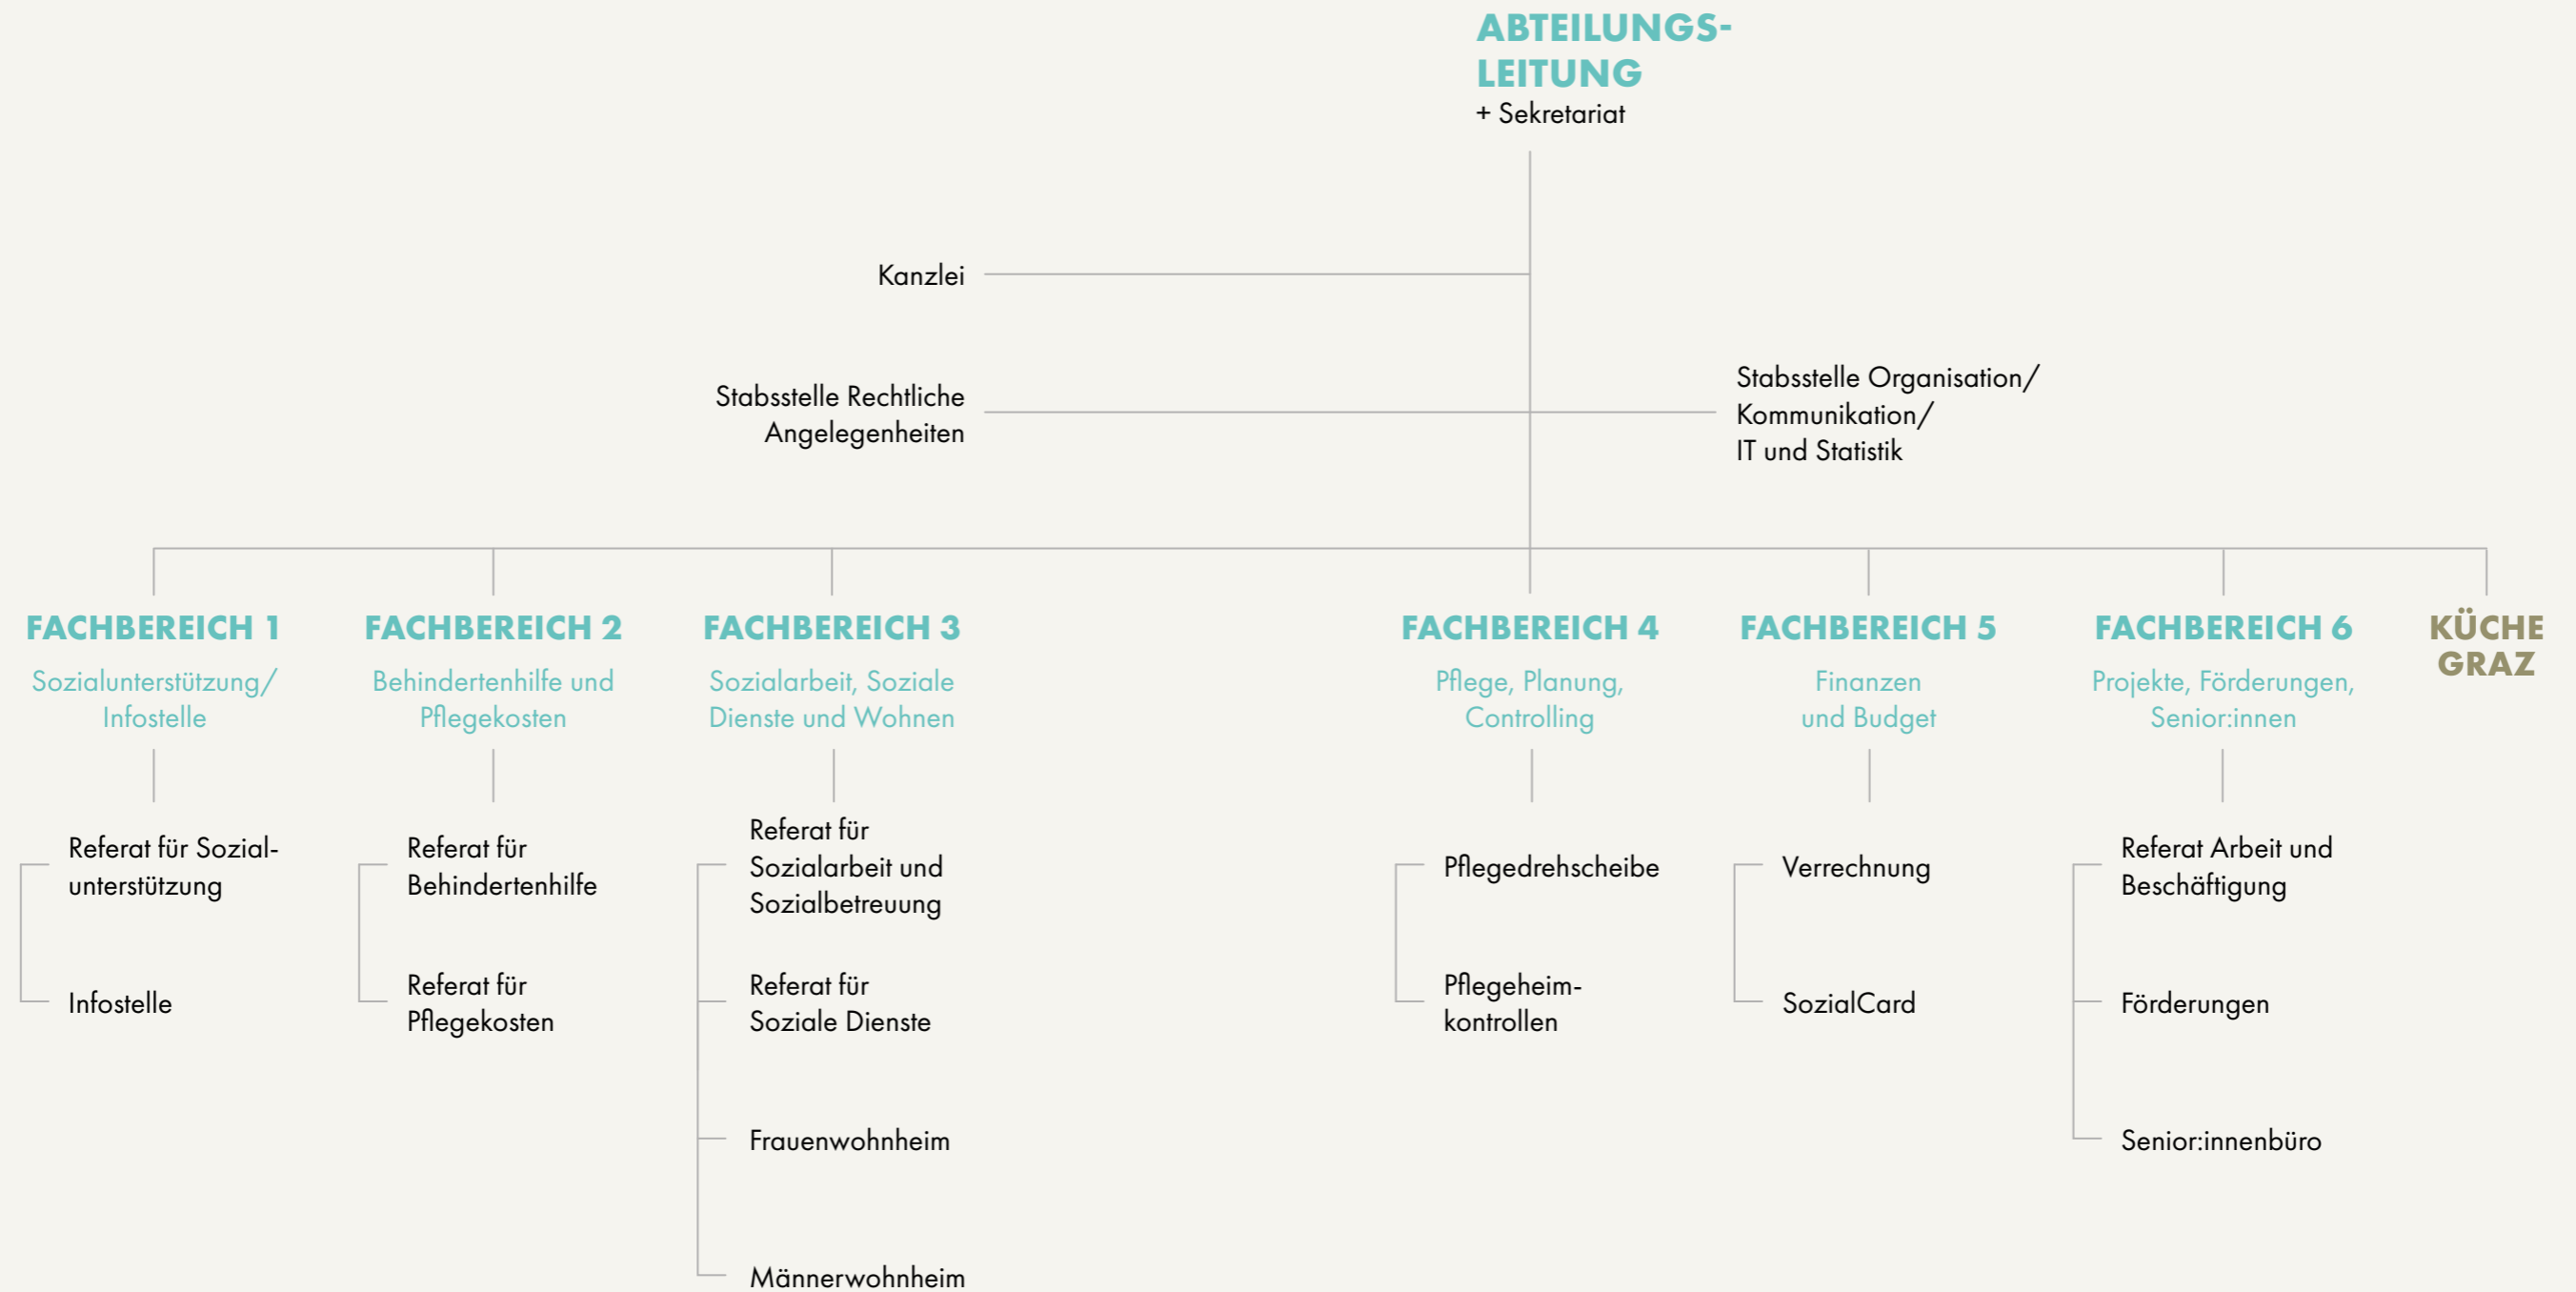 ABTEILUNGS-
LEITUNG
+ Sekretariat
Kanzlei
Stabsstelle Rechtliche
Angelegenheiten
Stabsstelle Organisation/
Kommunikation/
IT und Statistik
FACHBEREICH 1
Sozialunterstützung/
Infostelle
Referat für Sozial-
unterstützung
Infostelle
FACHBEREICH 2
Behindertenhilfe und
Pflegekosten
Referat für
Behindertenhilfe
Referat für
Pflegekosten
FACHBEREICH 3
Sozialarbeit, Soziale
Dienste und Wohnen
Referat für
Sozialarbeit und
Sozialbetreuung
Referat für
Soziale Dienste
Frauenwohnheim
Männerwohnheim
FACHBEREICH 4
Pflege, Planung,
Controlling
Pflegedrehscheibe
Pflegeheim-
kontrollen
FACHBEREICH 5
Finanzen
und Budget
Verrechnung
SozialCard
FACHBEREICH 6
Projekte, Förderungen,
Senior:innen
Referat Arbeit und
Beschäftigung
Förderungen
Senior:innenbüro
KÜCHE
GRAZ